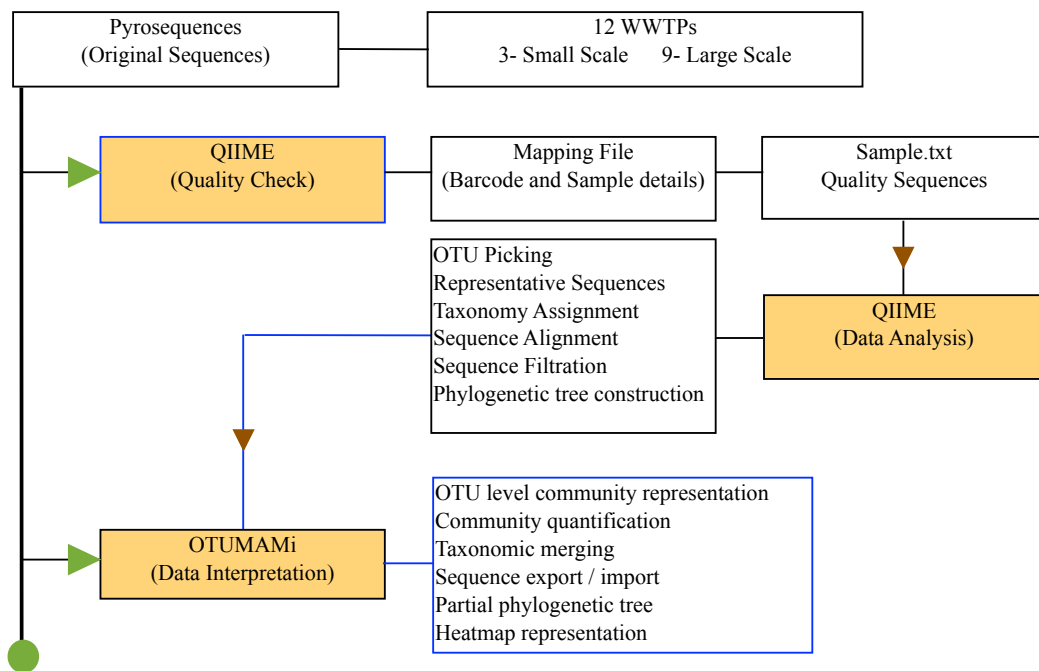 Pyrosequences
(Original Sequences)
12 WWTPs
3- Small Scale 9- Large Scale
QIIME
(Quality Check)
Mapping File
(Barcode and Sample details)
Sample.txt
Quality Sequences
OTU Picking
Representative Sequences
Taxonomy Assignment
Sequence Alignment
Sequence Filtration
Phylogenetic tree construction
QIIME
(Data Analysis)
OTUMAMi
(Data Interpretation)
OTU level community representation
Community quantification
Taxonomic merging
Sequence export / import
Partial phylogenetic tree
Heatmap representation